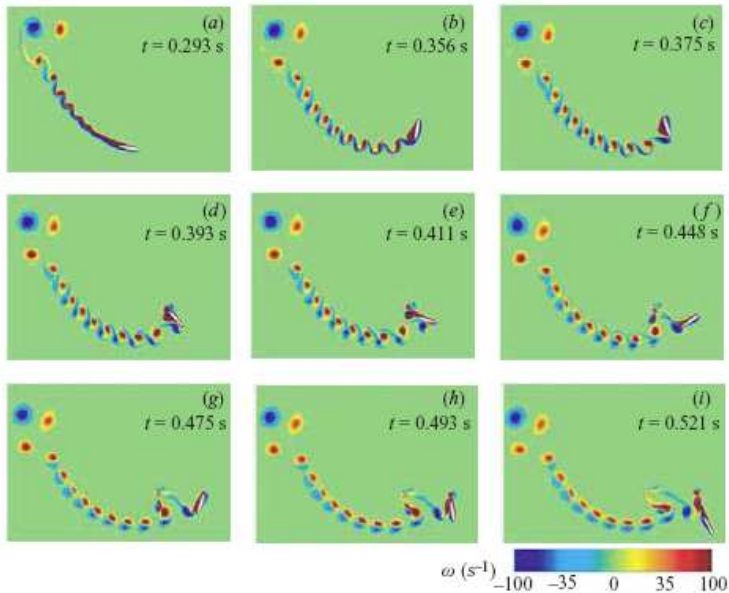 (a)
t = 0.293 s
(b)
t = 0.356 s
(c)
t = 0.375 s
(d)
t = 0.393 s
(e)
t = 0.411 s
(f)
t = 0.448 s
(g)
t = 0.475 s
(h)
t = 0.493 s
(i)
t = 0.521 s
ω (s⁻¹)
–100 –35 0 35 100